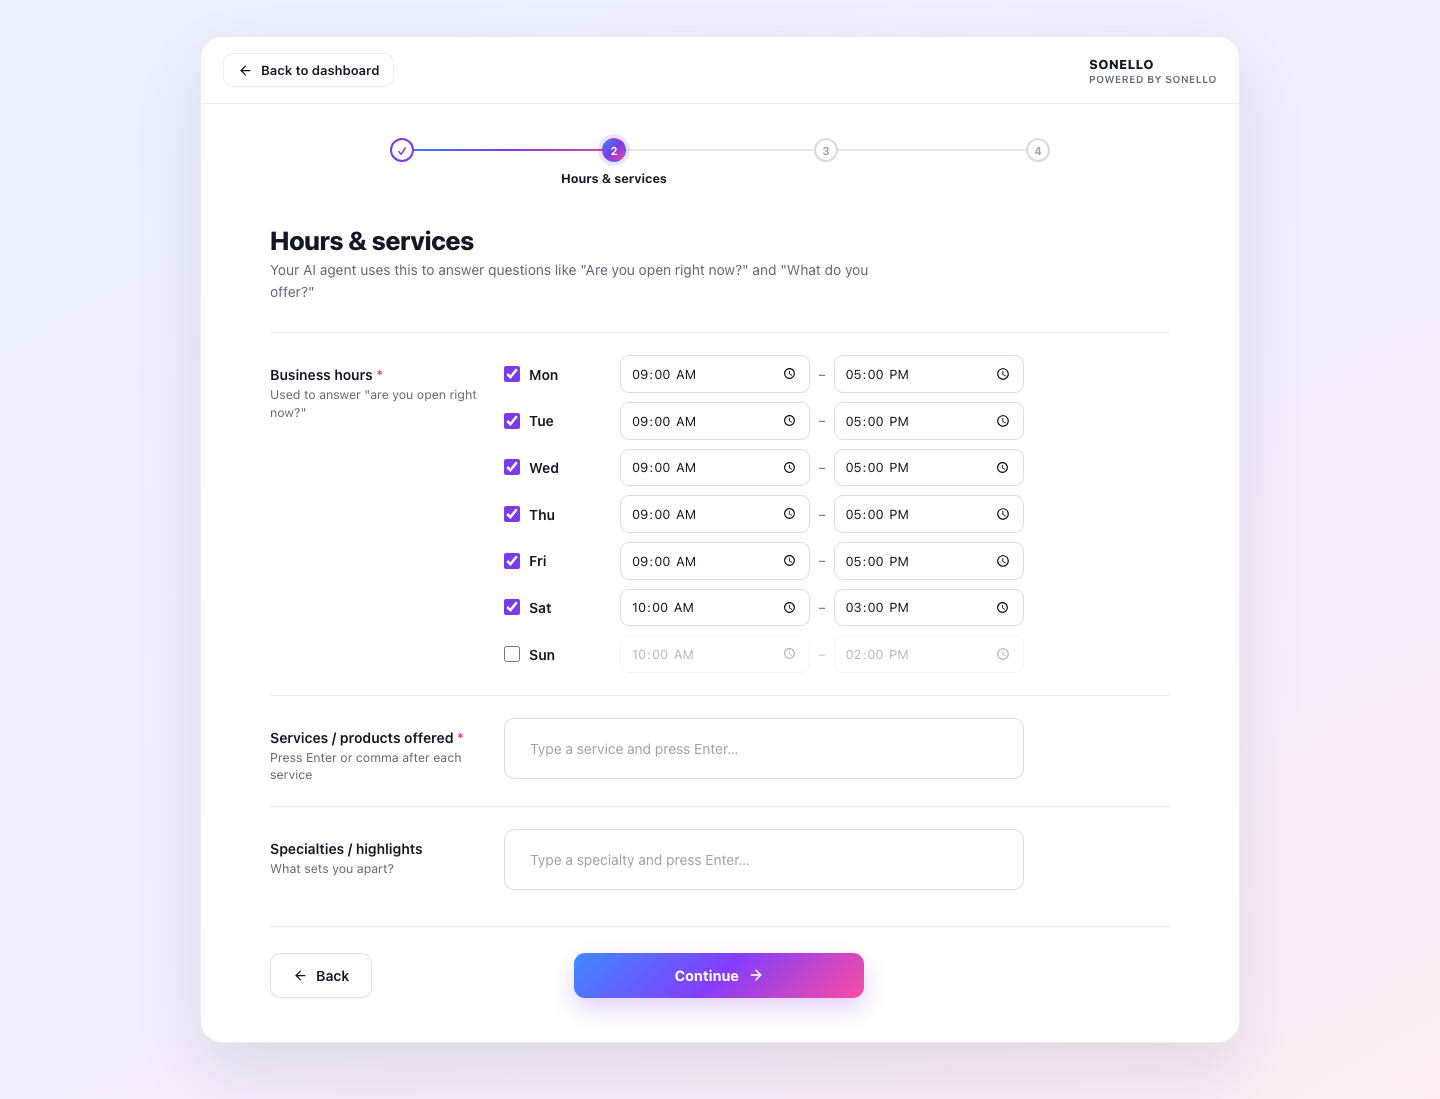 Back to dashboard
SONELLO
POWERED BY SONELLO
2
3
4
Hours & services
Hours & services
Your AI agent uses this to answer questions like "Are you open right now?" and "What do you
offer?"
Business hours *
Used to answer "are you open right
now?"
Mon 09:00 AM – 05:00 PM
Tue 09:00 AM – 05:00 PM
Wed 09:00 AM – 05:00 PM
Thu 09:00 AM – 05:00 PM
Fri 09:00 AM – 05:00 PM
Sat 10:00 AM – 03:00 PM
Sun 10:00 AM – 02:00 PM
Services / products offered *
Press Enter or comma after each
service
Type a service and press Enter...
Specialties / highlights
What sets you apart?
Type a specialty and press Enter...
Back
Continue